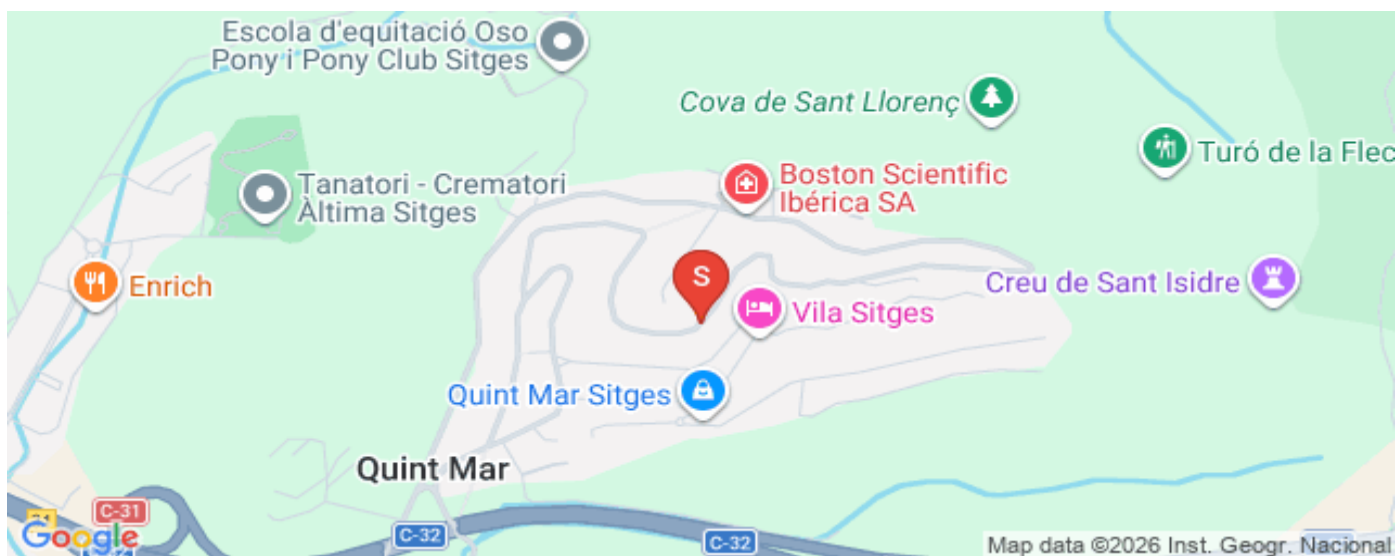 Escola d'equitació Oso
Pony i Pony Club Sitges
Cova de Sant Llorenç
Turó de la Flec
Boston Scientific
Ibérica SA
Tanatori - Crematori
Àltima Sitges
S
Enrich
Creu de Sant Isidre
Vila Sitges
Quint Mar Sitges
Quint Mar
C-31
Google
C-32
C-32
Map data ©2026 Inst. Geogr. Nacional